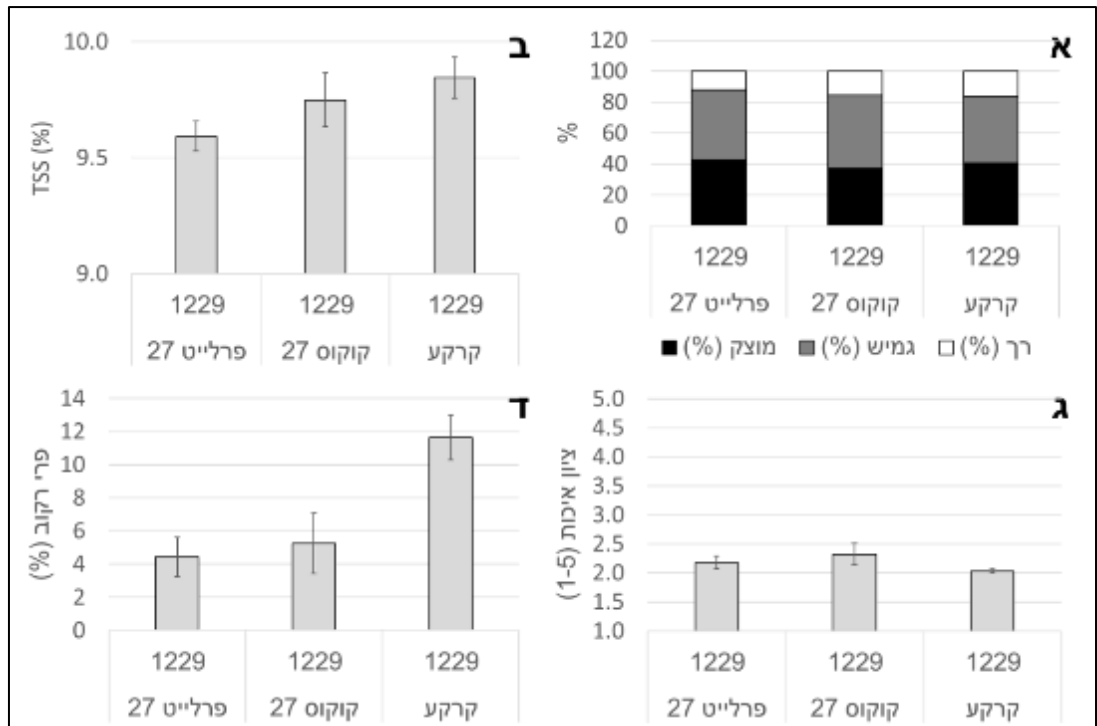 א
120
100
80
60
40
20
0
%
1229 1229 1229
פרלייט 27 קוקוס 27 קרקע
מוצק (%) גמיש (%) רך (%)
ב
10.0
9.5
9.0
TSS (%)
1229 1229 1229
פרלייט 27 קוקוס 27 קרקע
ג
5.0
4.5
4.0
3.5
3.0
2.5
2.0
1.5
1.0
ציון איכות (1-5)
1229 1229 1229
פרלייט 27 קוקוס 27 קרקע
ד
14
12
10
8
6
4
2
0
פרי רקוב (%)
1229 1229 1229
פרלייט 27 קוקוס 27 קרקע